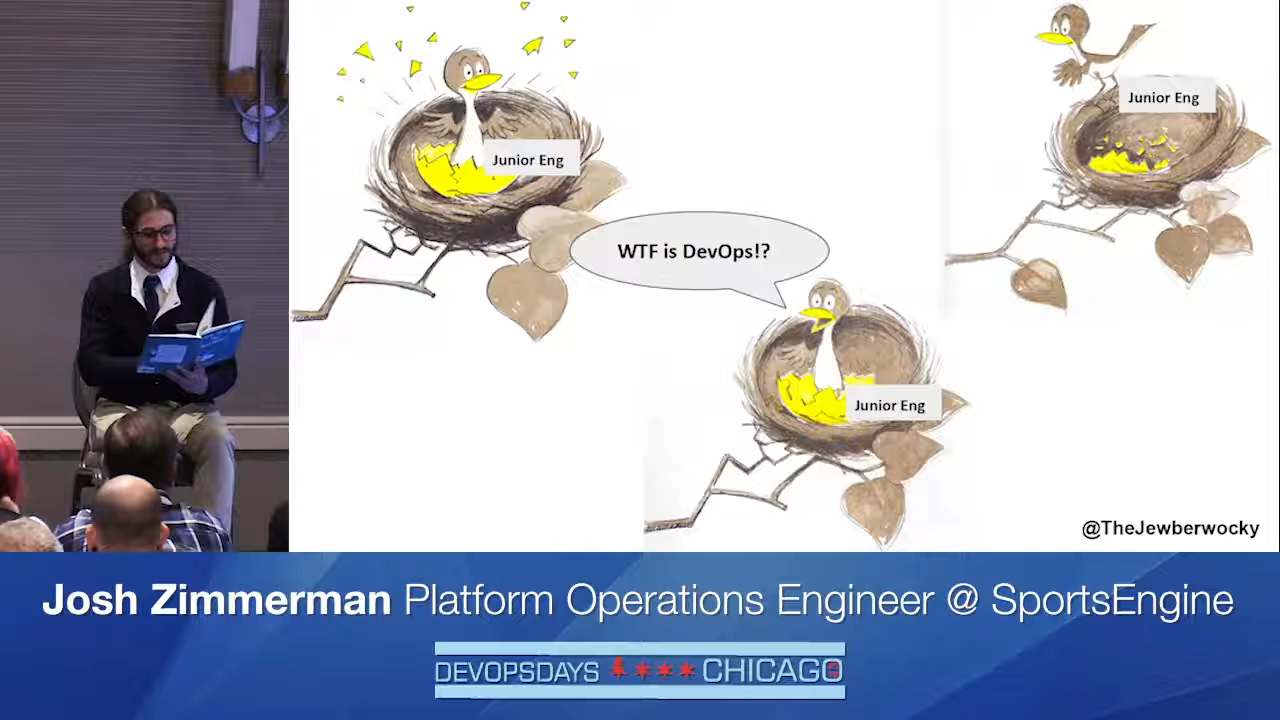 Junior Eng
Junior Eng
WTF is DevOps!?
Junior Eng
@TheJewberwocky
Josh Zimmerman Platform Operations Engineer @ SportsEngine
DEVOPSDAYS CHICAGO